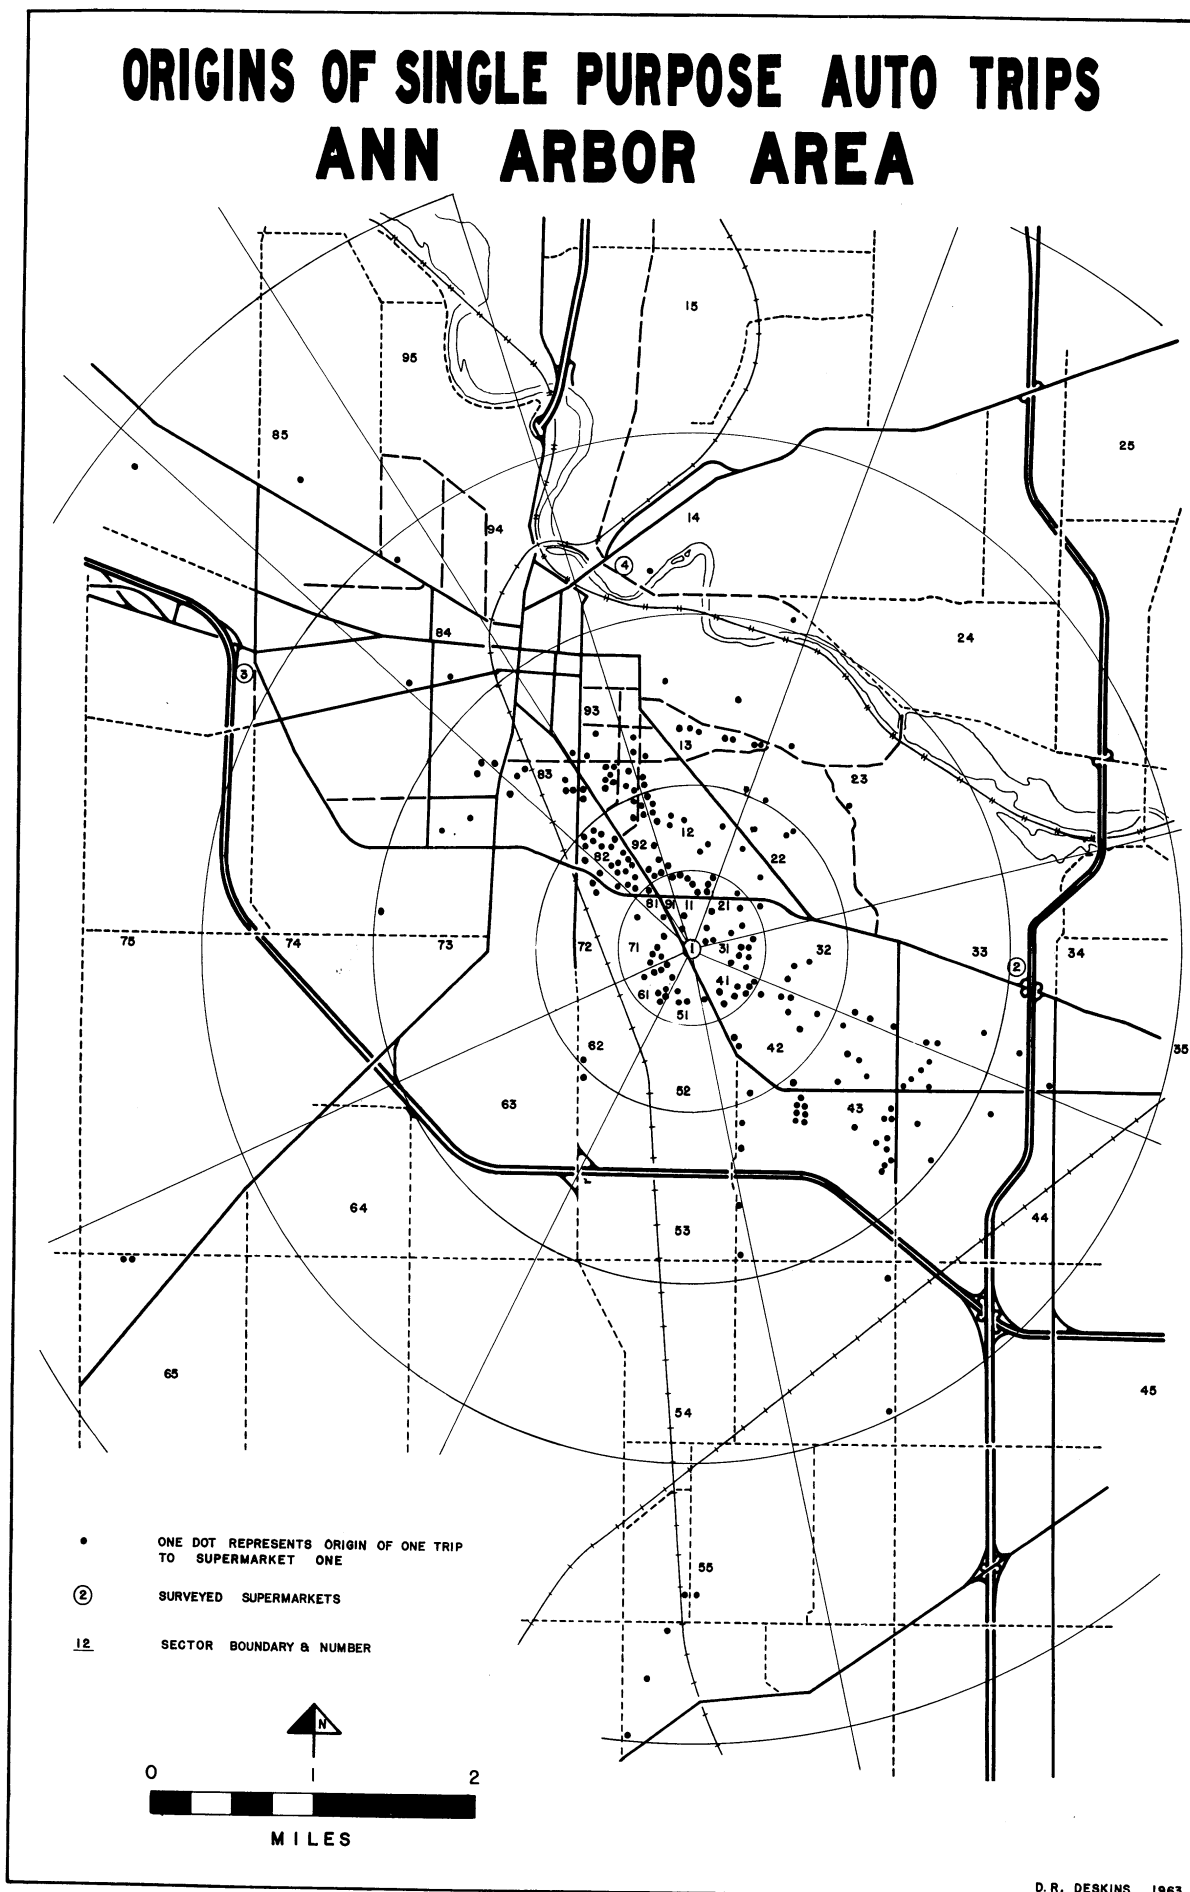 ORIGINS OF SINGLE PURPOSE AUTO TRIPS
ANN ARBOR AREA
15
95
85
25
94
14
4
84
24
3
93
13
83
23
12
92
82
22
81 91 11 21
75 74 73 72 71 1 31 32 33 34
2
41
61
51
62 42 35
52
63 43
64
53 44
65
45
54
55
ONE DOT REPRESENTS ORIGIN OF ONE TRIP
TO SUPERMARKET ONE
2 SURVEYED SUPERMARKETS
12 SECTOR BOUNDARY & NUMBER
N
0 1 2
MILES
D. R. DESKINS 1963